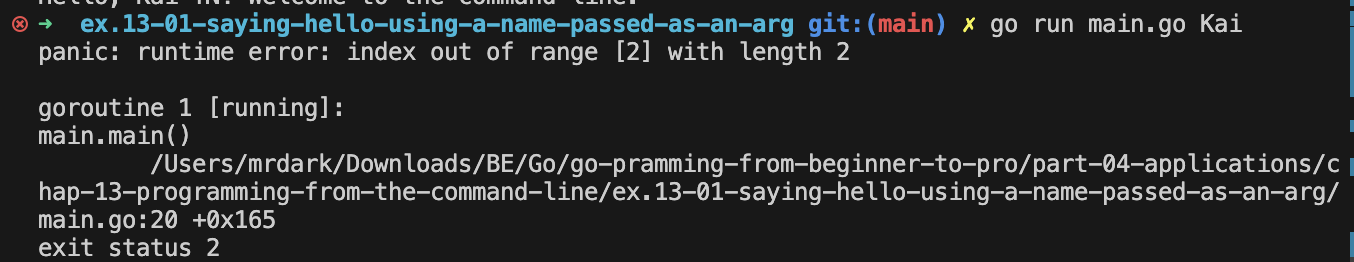 ➜ ex.13-01-saying-hello-using-a-name-passed-as-an-arg git:(main) ✗ go run main.go Kai
panic: runtime error: index out of range [2] with length 2
goroutine 1 [running]:
main.main()
/Users/mrdark/Downloads/BE/Go/go-pramming-from-beginner-to-pro/part-04-applications/c
hap-13-programming-from-the-command-line/ex.13-01-saying-hello-using-a-name-passed-as-an-arg/
main.go:20 +0x165
exit status 2